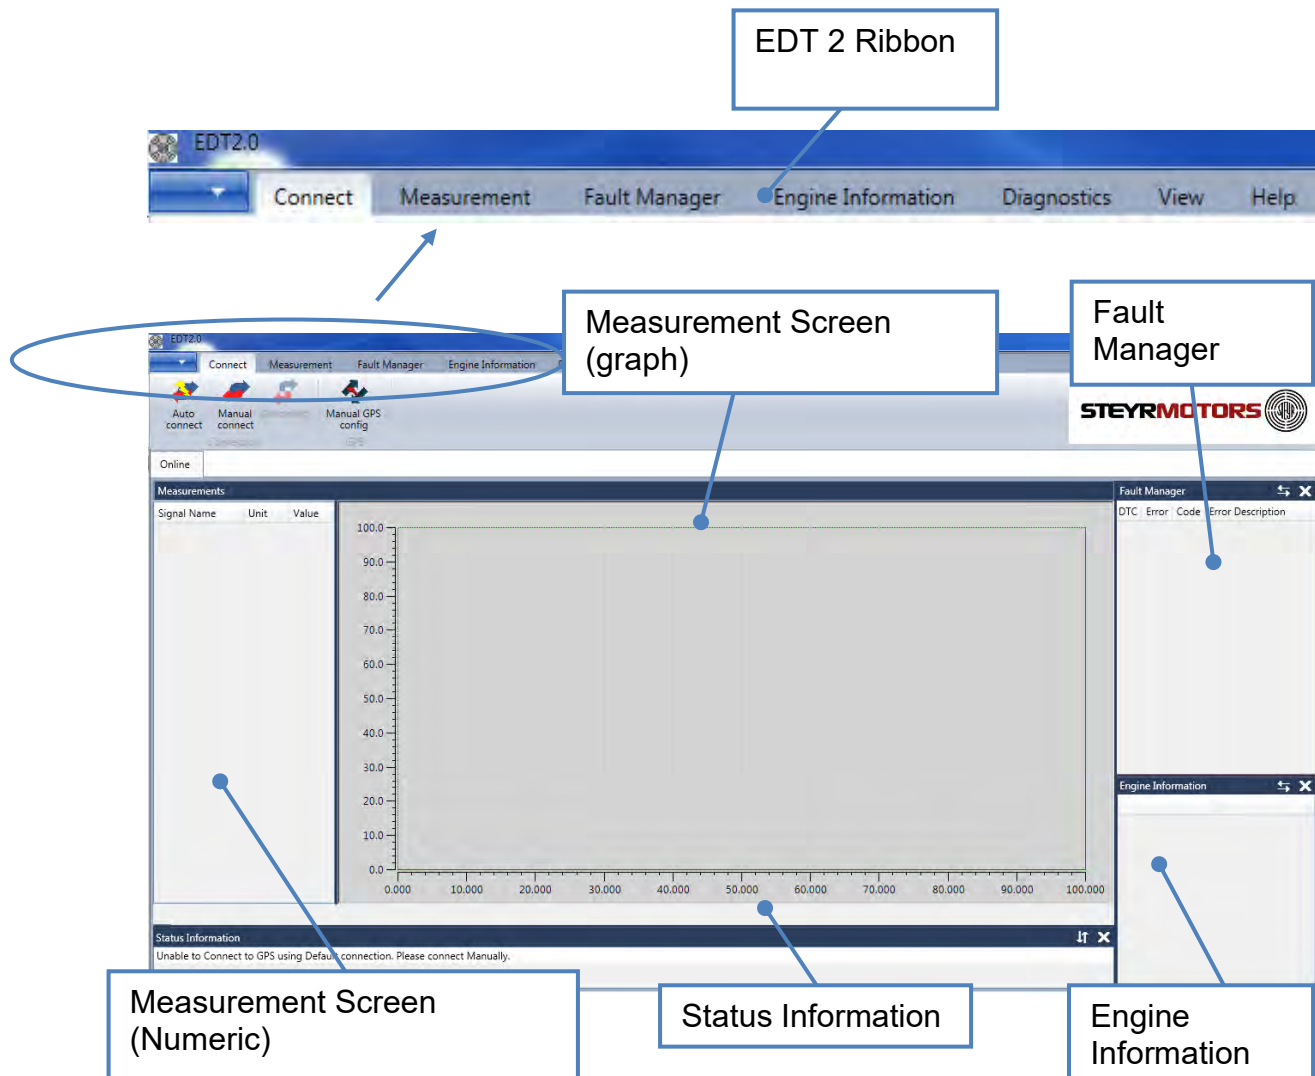 EDT 2 Ribbon
EDT2.0
Connect Measurement Fault Manager Engine Information Diagnostics View Help
Measurement Screen
(graph)
Fault
Manager
EDT2.0
Connect Measurement Fault Manager Engine Information
Auto
connect
Manual
connect
Disconnect
Manual GPS
config
Connection
GPS
STEYRMOTORS
Online
Measurements
Signal Name Unit Value
100.0
90.0
80.0
70.0
60.0
50.0
40.0
30.0
20.0
10.0
0.0
0.000 10.000 20.000 30.000 40.000 50.000 60.000 70.000 80.000 90.000 100.000
Fault Manager
DTC Error Code Error Description
Engine Information
Status Information
Unable to Connect to GPS using Default connection. Please connect Manually.
Measurement Screen
(Numeric)
Status Information
Engine
Information